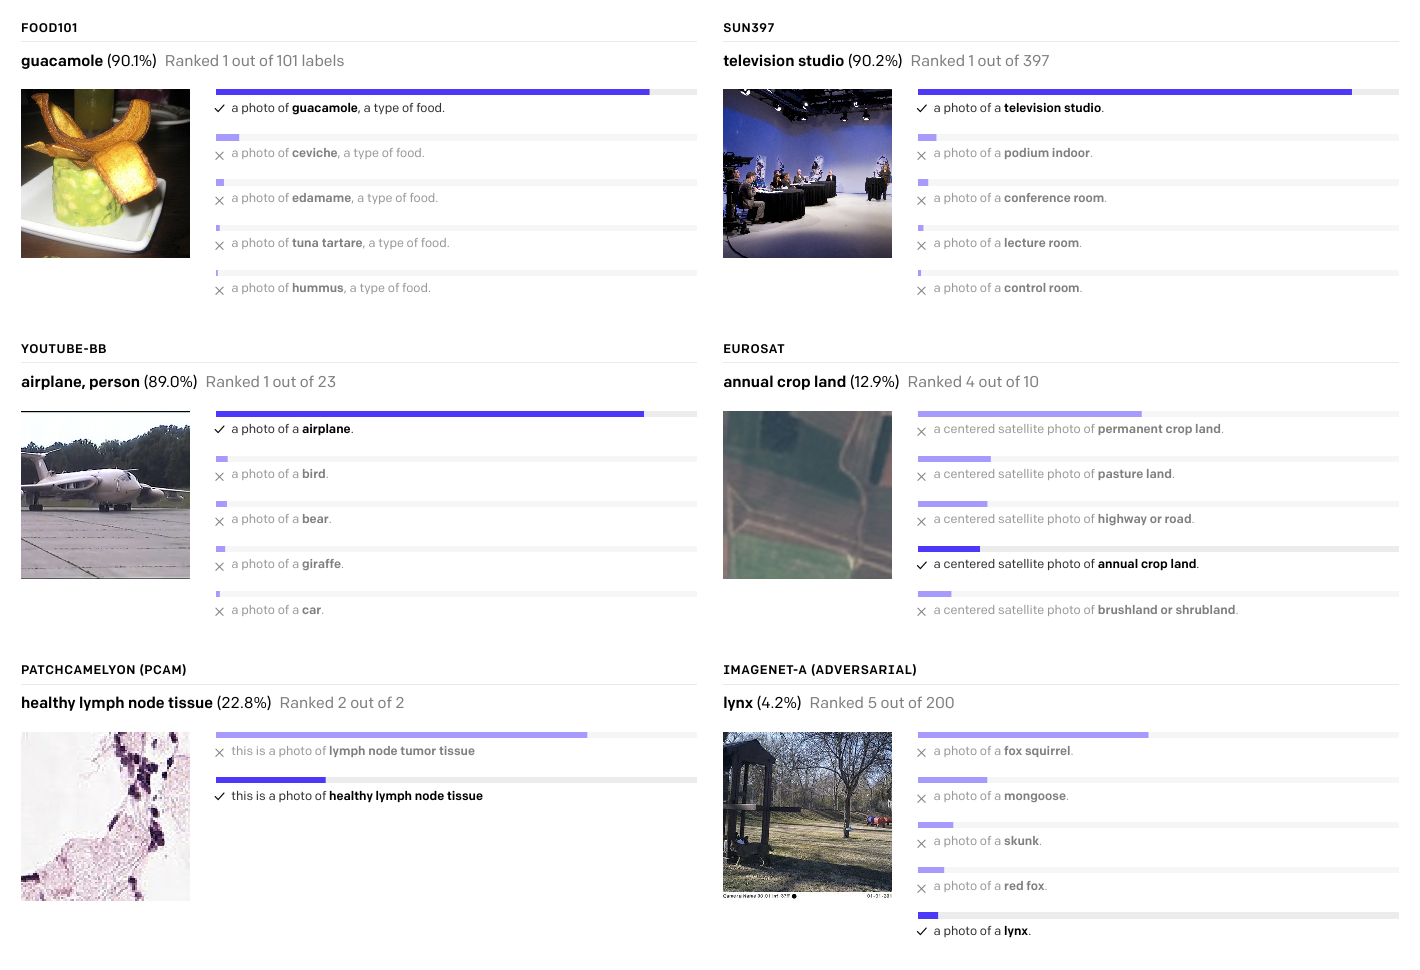 FOOD101
guacamole (90.1%) Ranked 1 out of 101 labels
a photo of guacamole, a type of food.
a photo of ceviche, a type of food.
a photo of edamame, a type of food.
a photo of tuna tartare, a type of food.
a photo of hummus, a type of food.
SUN397
television studio (90.2%) Ranked 1 out of 397
a photo of a television studio.
a photo of a podium indoor.
a photo of a conference room.
a photo of a lecture room.
a photo of a control room.
YOUTUBE-BB
airplane, person (89.0%) Ranked 1 out of 23
a photo of a airplane.
a photo of a bird.
a photo of a bear.
a photo of a giraffe.
a photo of a car.
EUROSAT
annual crop land (12.9%) Ranked 4 out of 10
a centered satellite photo of permanent crop land.
a centered satellite photo of pasture land.
a centered satellite photo of highway or road.
a centered satellite photo of annual crop land.
a centered satellite photo of brushland or shrubland.
PATCHCAMELYON (PCAM)
healthy lymph node tissue (22.8%) Ranked 2 out of 2
this is a photo of lymph node tumor tissue
this is a photo of healthy lymph node tissue
IMAGENET-A (ADVERSARIAL)
lynx (4.2%) Ranked 5 out of 200
a photo of a fox squirrel.
a photo of a mongoose.
a photo of a skunk.
a photo of a red fox.
a photo of a lynx.
Camera Name